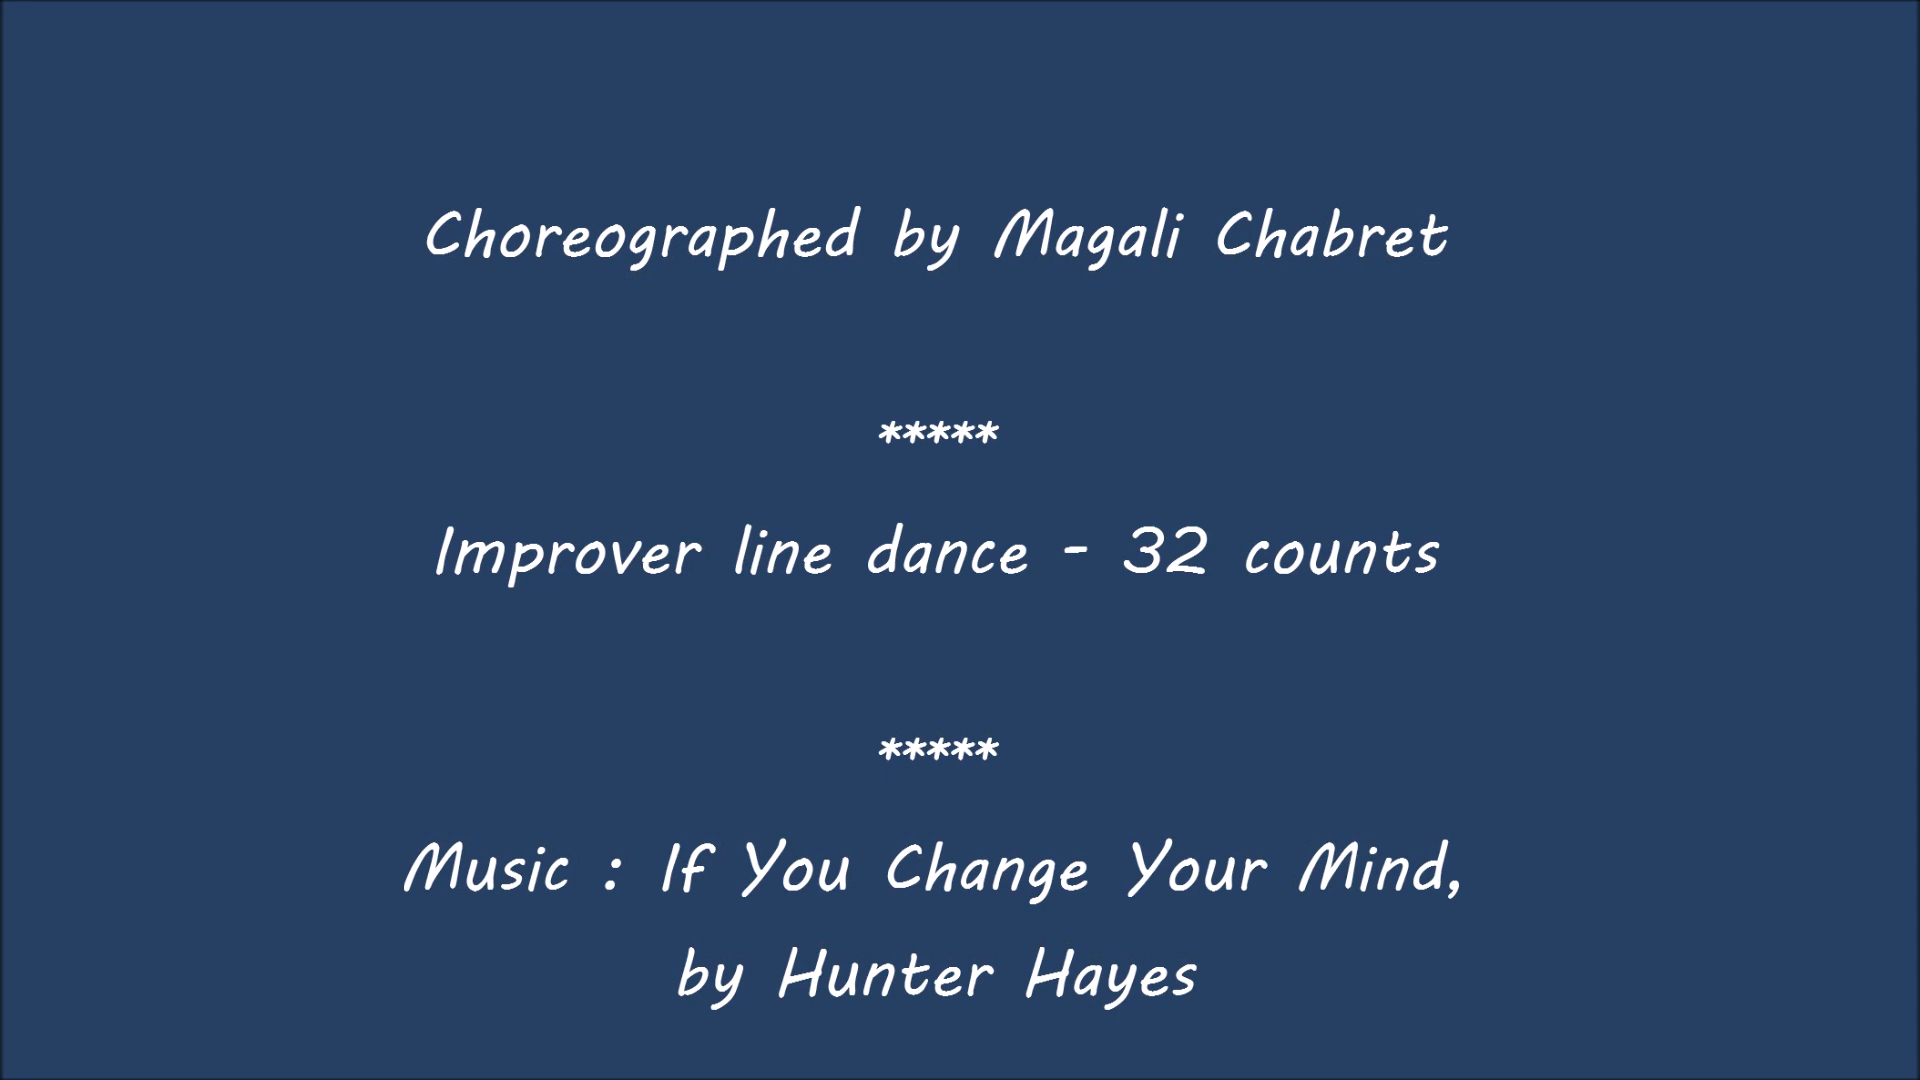 Choreographed by Magali Chabret
*****
Improver line dance - 32 counts
*****
Music : If You Change Your Mind,
by Hunter Hayes